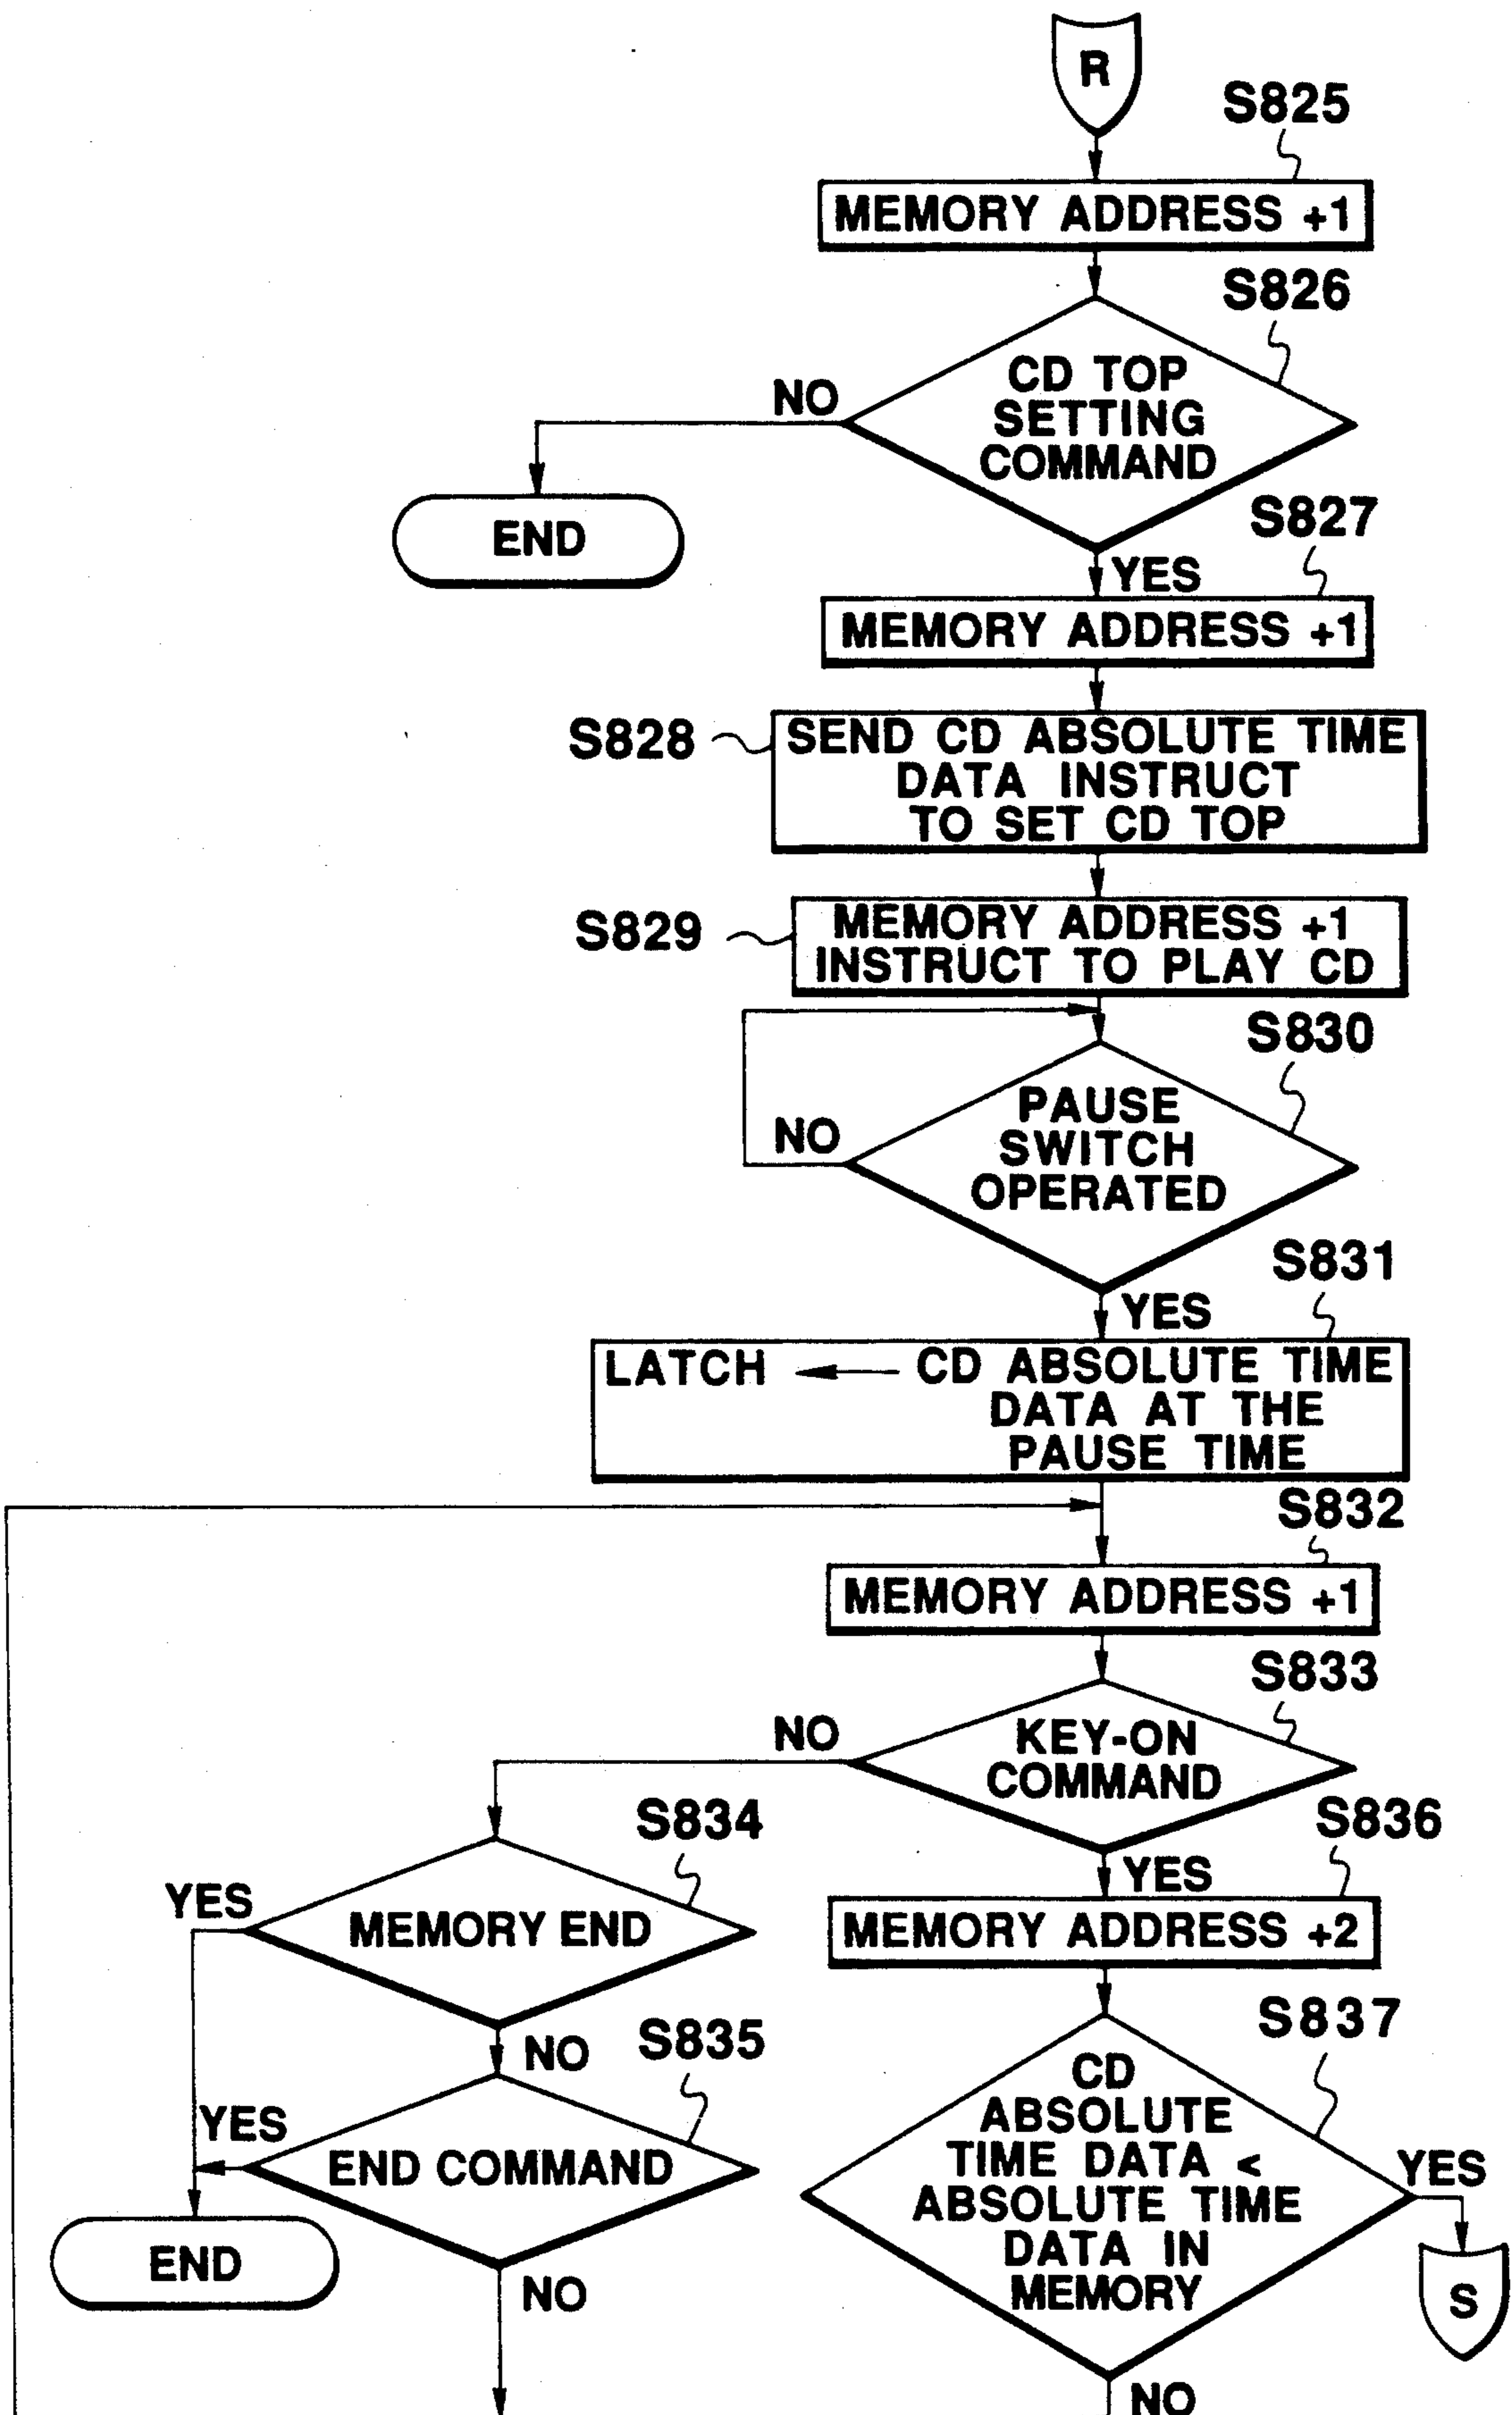 R
S825
MEMORY ADDRESS +1
S826
CD TOP
SETTING
COMMAND
NO
END
S827
YES
MEMORY ADDRESS +1
S828
SEND CD ABSOLUTE TIME
DATA INSTRUCT
TO SET CD TOP
S829
MEMORY ADDRESS +1
INSTRUCT TO PLAY CD
S830
PAUSE
SWITCH
OPERATED
NO
S831
YES
LATCH ← CD ABSOLUTE TIME
DATA AT THE
PAUSE TIME
S832
MEMORY ADDRESS +1
S833
KEY-ON
COMMAND
NO
S834
S836
YES
YES
MEMORY END
MEMORY ADDRESS +2
S837
NO
S835
CD
ABSOLUTE
TIME DATA <
ABSOLUTE TIME
DATA IN
MEMORY
YES
YES
END COMMAND
END
S
NO
NO